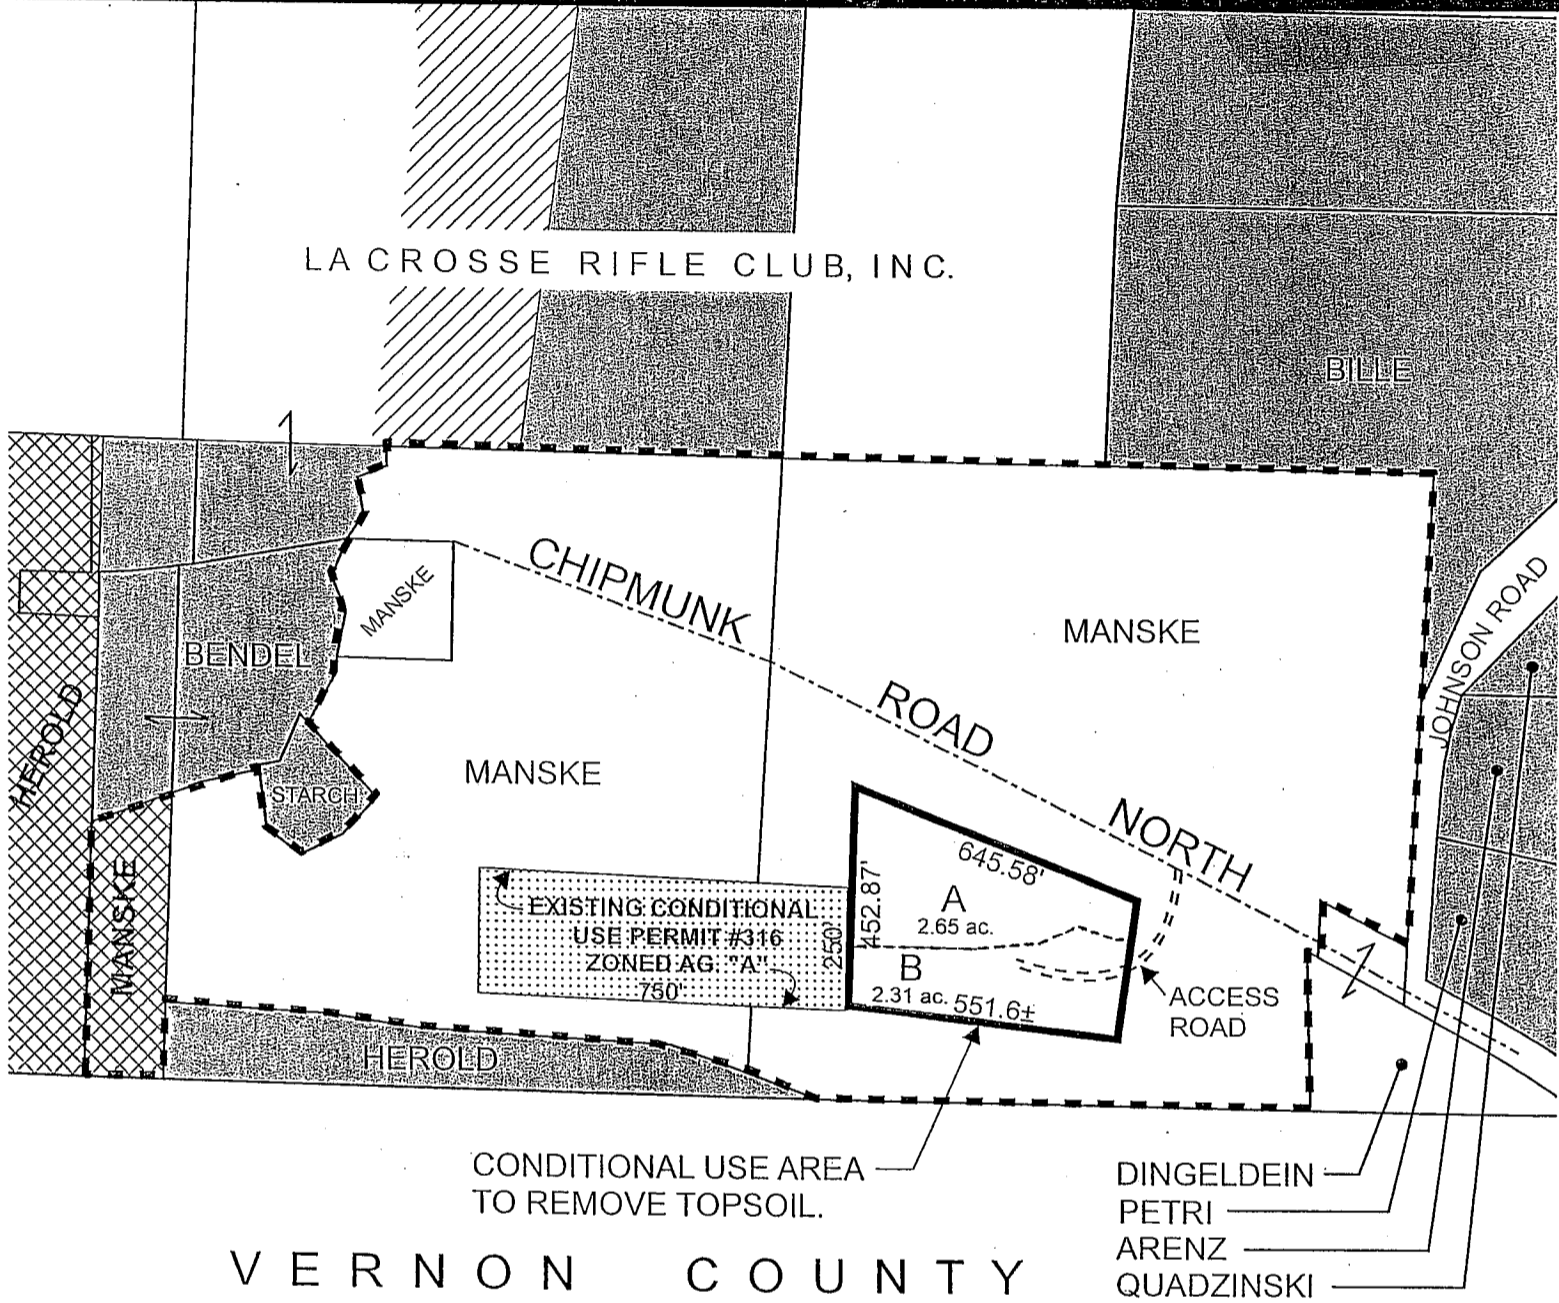 LA CROSSE RIFLE CLUB, INC.
BILLE
CHIPMUNK ROAD NORTH
MANSKE
MANSKE
JOHNSON ROAD
BENDEL
HEROLD
MANSKE
STARCH
645.58'
452.87'
A
2.65 ac.
EXISTING CONDITIONAL
USE PERMIT #316
ZONED AG. "A"
750'
250'
B
2.31 ac.
551.6±
MANSKE
ACCESS
ROAD
HEROLD
CONDITIONAL USE AREA
TO REMOVE TOPSOIL.
DINGELDEIN
PETRI
ARENZ
QUADZINSKI
VERNON COUNTY